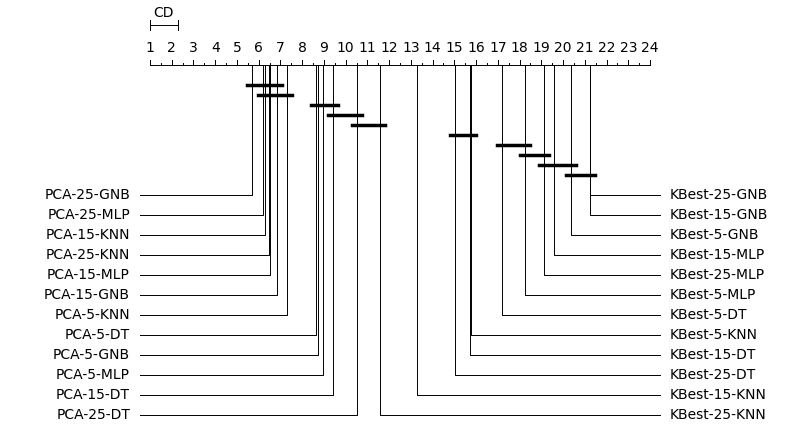 CD
1 2 3 4 5 6 7 8 9 10 11 12 13 14 15 16 17 18 19 20 21 22 23 24
PCA-25-GNB KBest-25-GNB
PCA-25-MLP KBest-15-GNB
PCA-15-KNN KBest-5-GNB
PCA-25-KNN KBest-15-MLP
PCA-15-MLP KBest-25-MLP
PCA-15-GNB KBest-5-MLP
PCA-5-KNN KBest-5-DT
PCA-5-DT KBest-5-KNN
PCA-5-GNB KBest-15-DT
PCA-5-MLP KBest-25-DT
PCA-15-DT KBest-15-KNN
PCA-25-DT KBest-25-KNN